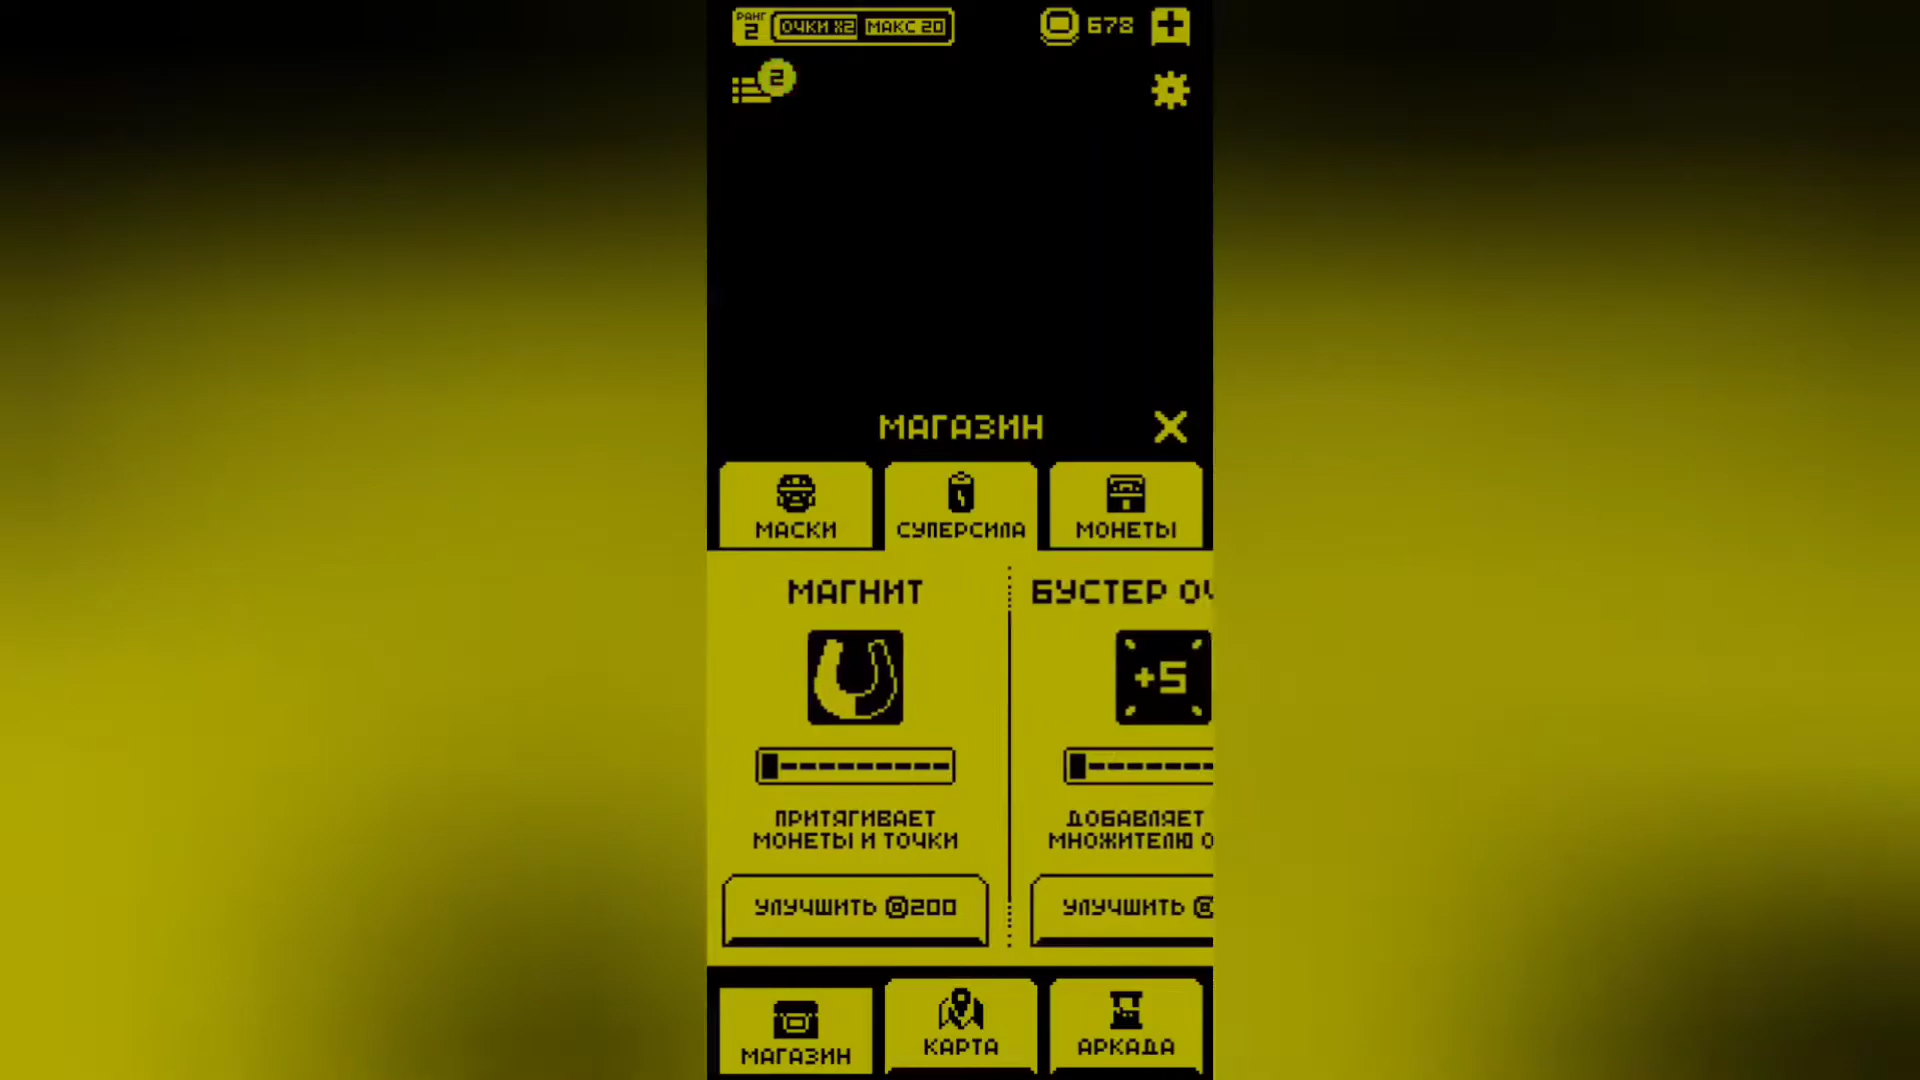 РАНГ
2
ОЧКИ X2
МАКС 20
678
2
МАГАЗИН
МАСКИ
СУПЕРСИЛА
МОНЕТЫ
МАГНИТ
БУСТЕР
+5
ПРИТЯГИВАЕТ
МОНЕТЫ И ТОЧКИ
ДОБАВЛЯЕТ
МНОЖИТЕЛЮ
УЛУЧШИТЬ 200
УЛУЧШИТЬ
МАГАЗИН
КАРТА
АРКАДА